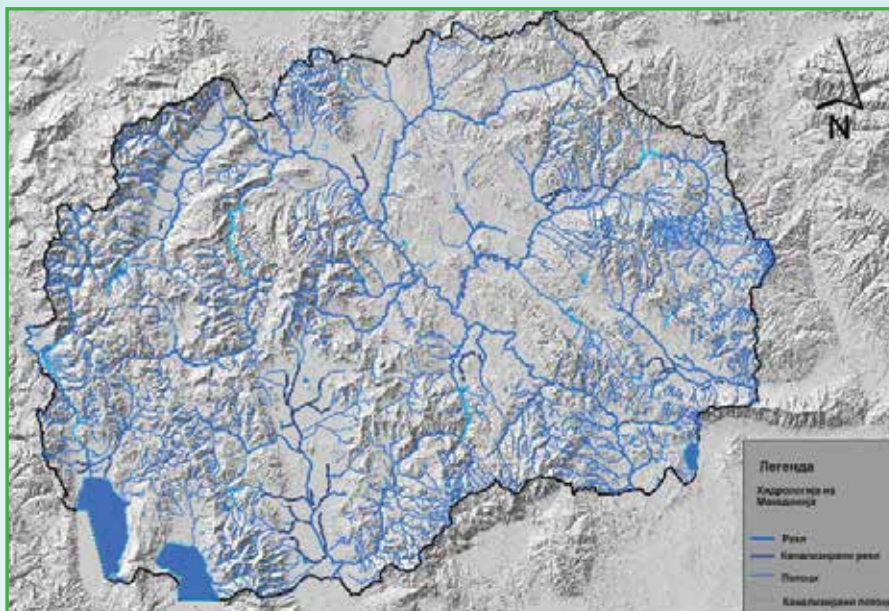 N
Легенда
Хидрологија на
Македонија
Реки
Канализирани реки
Потоци
Канализирани потоци